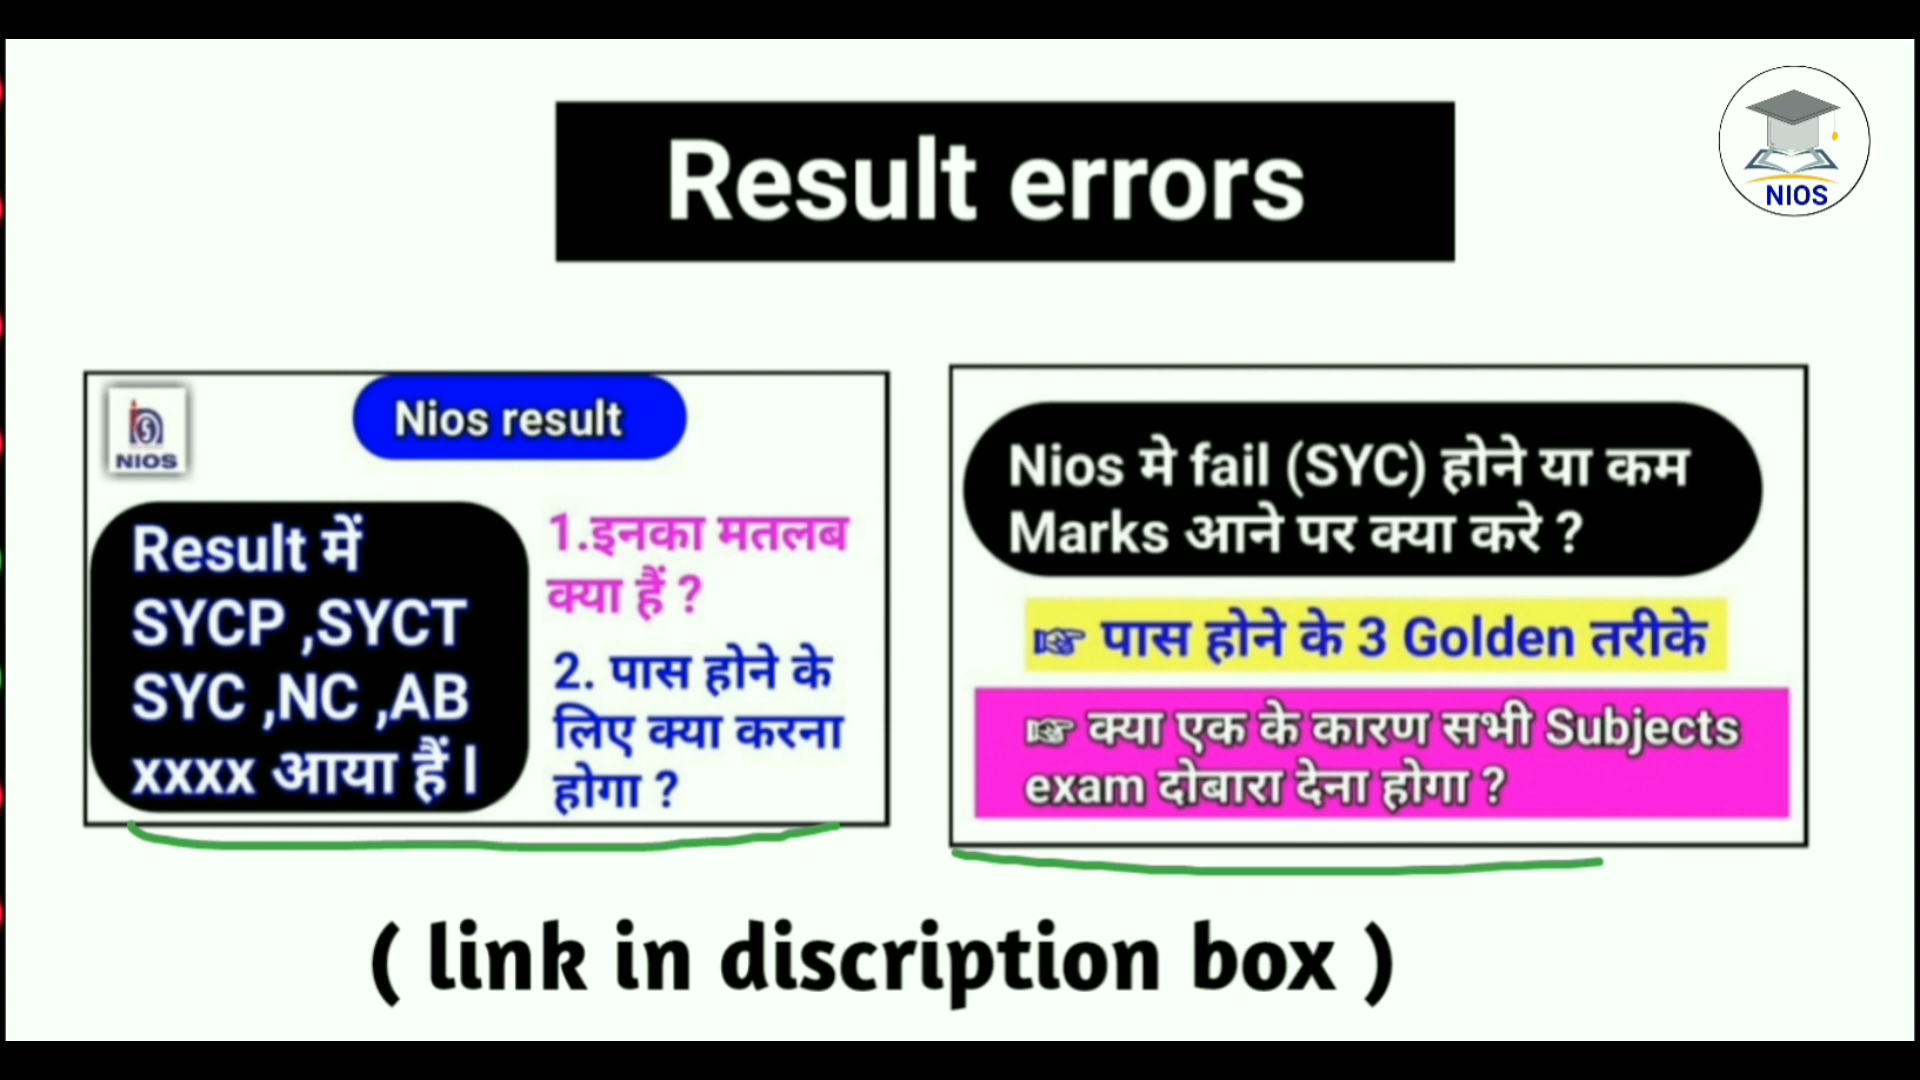 Result errors
NIOS
NIOS
Nios result
Result में
SYCP ,SYCT
SYC ,NC ,AB
xxxx आया हैं l
1.इनका मतलब
क्या हैं ?
2. पास होने के
लिए क्या करना
होगा ?
Nios मे fail (SYC) होने या कम
Marks आने पर क्या करे ?
☞ पास होने के 3 Golden तरीके
☞ क्या एक के कारण सभी Subjects
exam दोबारा देना होगा ?
( link in discription box )